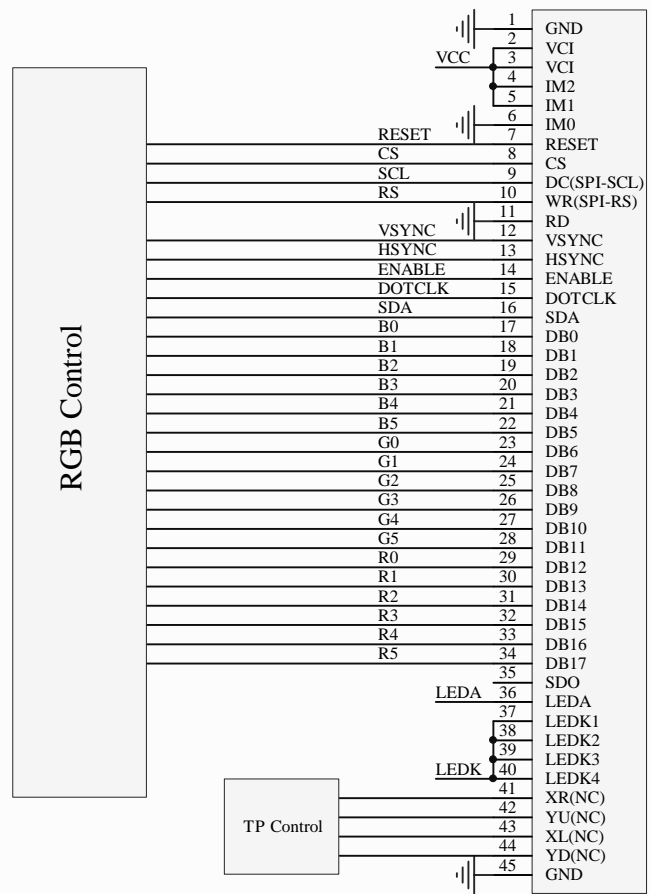 1 GND
2 VCI
VCC 3 VCI
4 IM2
5 IM1
6 IM0
RESET 7 RESET
CS 8 CS
SCL 9 DC(SPI-SCL)
RS 10 WR(SPI-RS)
11 RD
VSYNC 12 VSYNC
HSYNC 13 HSYNC
ENABLE 14 ENABLE
DOTCLK 15 DOTCLK
SDA 16 SDA
B0 17 DB0
B1 18 DB1
B2 19 DB2
B3 20 DB3
B4 21 DB4
B5 22 DB5
G0 23 DB6
G1 24 DB7
G2 25 DB8
G3 26 DB9
G4 27 DB10
G5 28 DB11
R0 29 DB12
R1 30 DB13
R2 31 DB14
R3 32 DB15
R4 33 DB16
R5 34 DB17
35 SDO
LEDA 36 LEDA
37 LEDK1
38 LEDK2
39 LEDK3
LEDK 40 LEDK4
41 XR(NC)
42 YU(NC)
43 XL(NC)
44 YD(NC)
45 GND
RGB Control
TP Control